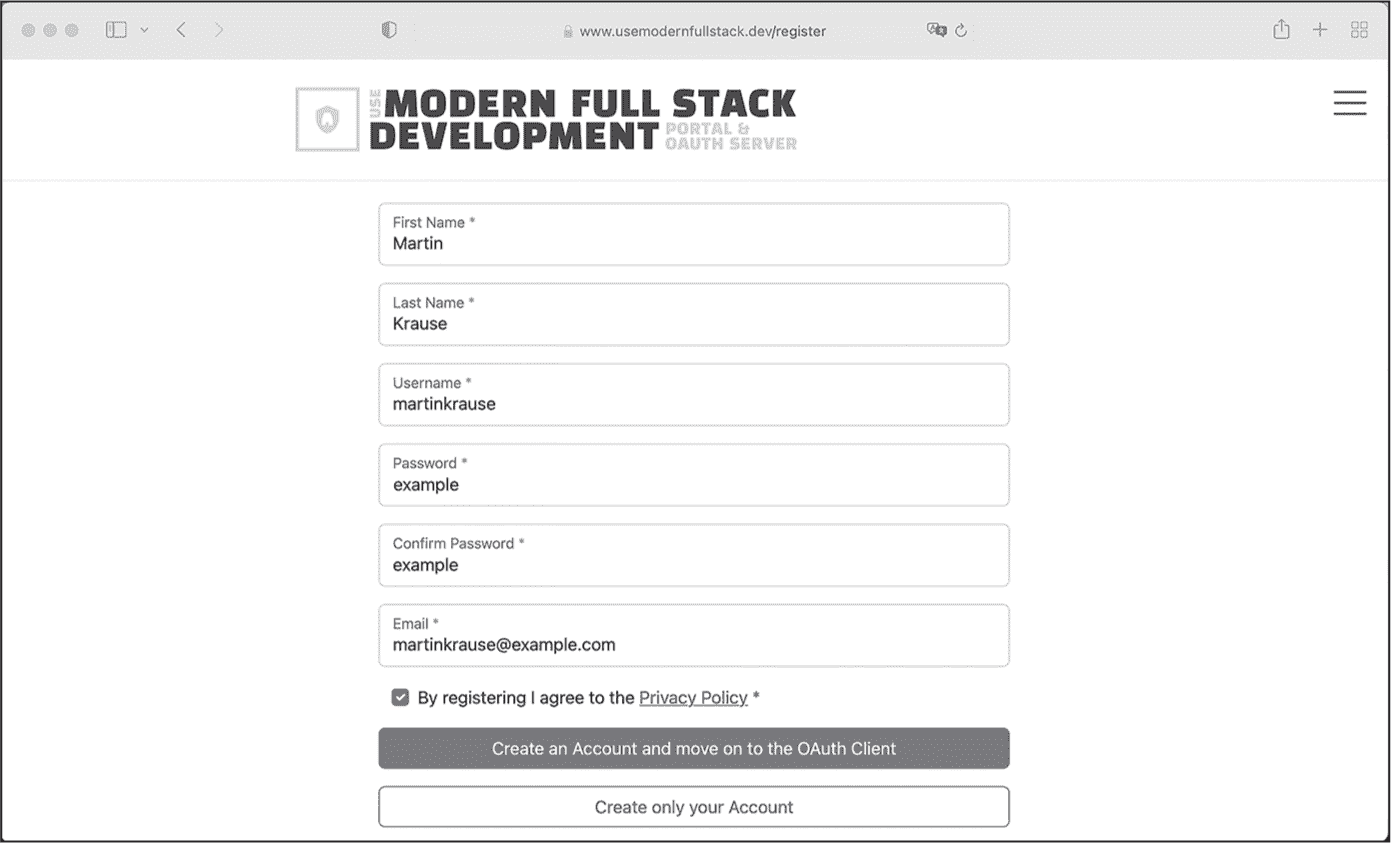 www.usemodernfullstack.dev/register
USE MODERN FULL STACK
DEVELOPMENT PORTAL &
OAUTH SERVER
First Name *
Martin
Last Name *
Krause
Username *
martinkrause
Password *
example
Confirm Password *
example
Email *
martinkrause@example.com
By registering I agree to the Privacy Policy *
Create an Account and move on to the OAuth Client
Create only your Account